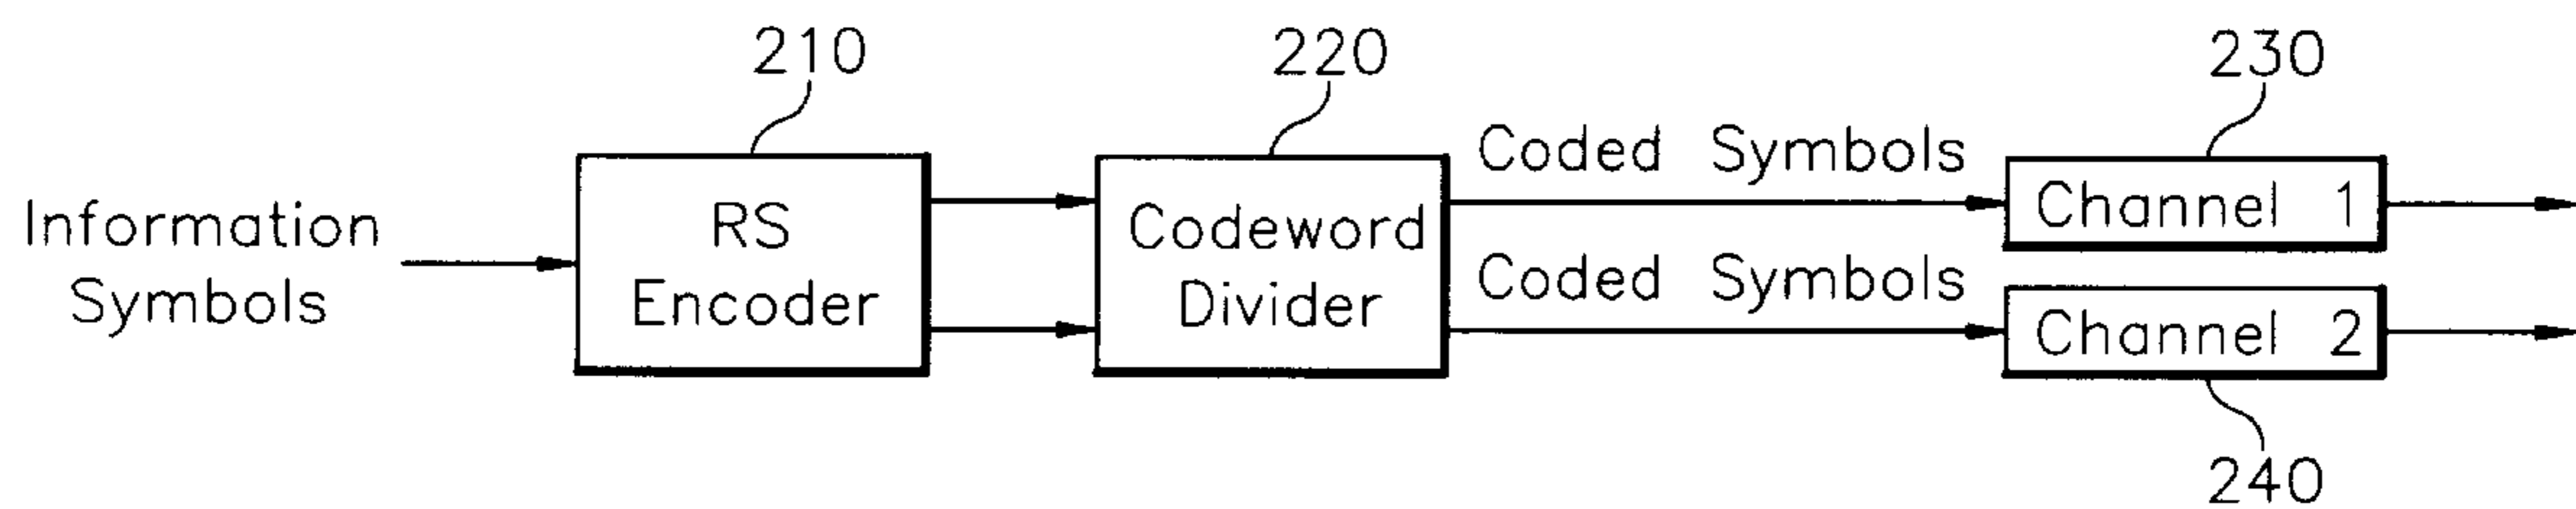 210
220
230
Information
Symbols
RS
Encoder
Codeword
Divider
Coded Symbols
Coded Symbols
Channel 1
Channel 2
240